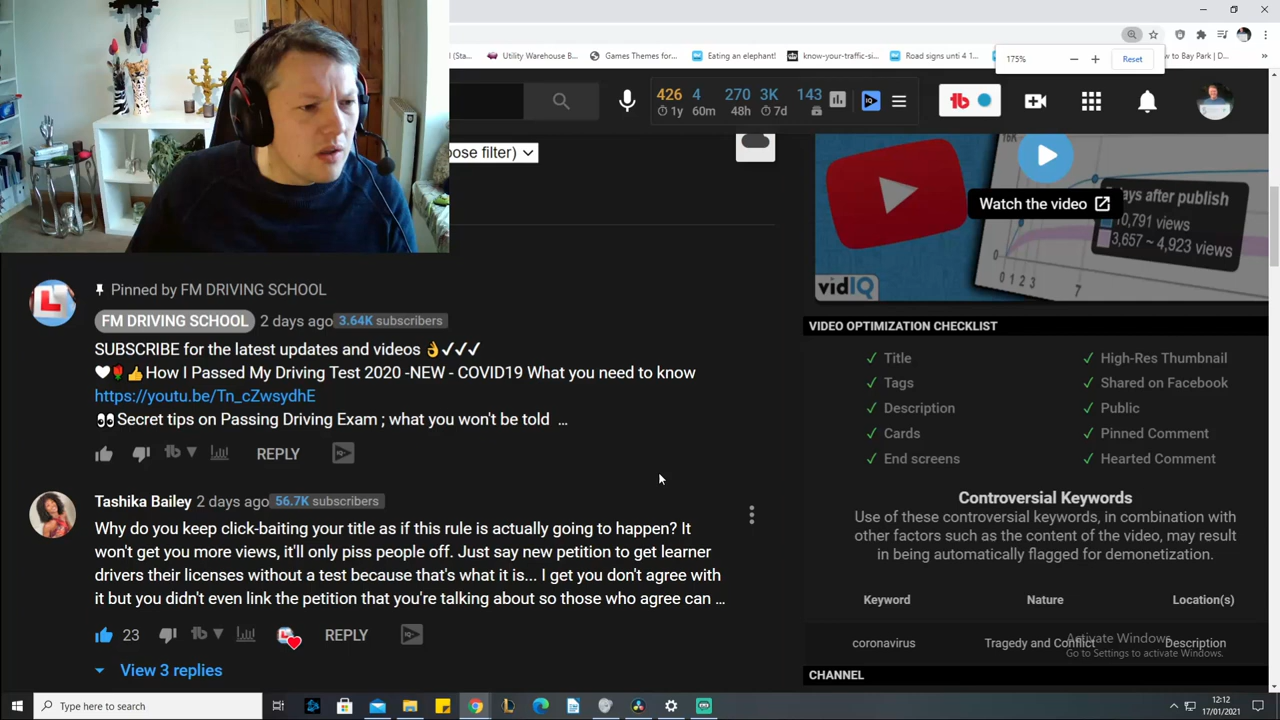 175%
Reset
(Sta...
Utility Warehouse B...
Games Themes for...
Eating an elephant!
know-your-traffic-si...
Road signs unti 4 1...
to Bay Park | D...
426 4 270 3K 143
1y 60m 48h 7d
oose filter)
days after publish
Watch the video
10,791 views
3,657 ~ 4,923 views
0 1 2 3 7
vidIQ
Pinned by FM DRIVING SCHOOL
FM DRIVING SCHOOL 2 days ago 3.64K subscribers
SUBSCRIBE for the latest updates and videos 👌✓✓✓
🤍🌹👍How I Passed My Driving Test 2020 -NEW - COVID19 What you need to know
https://youtu.be/Tn_cZwsydhE
👀Secret tips on Passing Driving Exam ; what you won't be told ...
REPLY
Tashika Bailey 2 days ago 56.7K subscribers
Why do you keep click-baiting your title as if this rule is actually going to happen? It
won't get you more views, it'll only piss people off. Just say new petition to get learner
drivers their licenses without a test because that's what it is... I get you don't agree with
it but you didn't even link the petition that you're talking about so those who agree can ...
23 REPLY
View 3 replies
VIDEO OPTIMIZATION CHECKLIST
✓ Title ✓ High-Res Thumbnail
✓ Tags ✓ Shared on Facebook
✓ Description ✓ Public
✓ Cards ✓ Pinned Comment
✓ End screens ✓ Hearted Comment
Controversial Keywords
Use of these controversial keywords, in combination with
other factors such as the content of the video, may result
in being automatically flagged for demonetization.
Keyword Nature Location(s)
coronavirus Tragedy and Conflict Description
Activate Windows
Go to Settings to activate Windows.
CHANNEL
Type here to search
12:12
17/01/2021